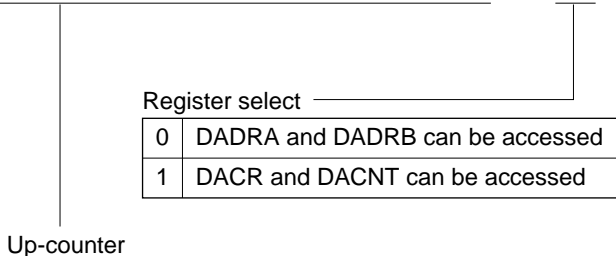 Register select
0 DADRA and DADRB can be accessed
1 DACR and DACNT can be accessed
Up-counter